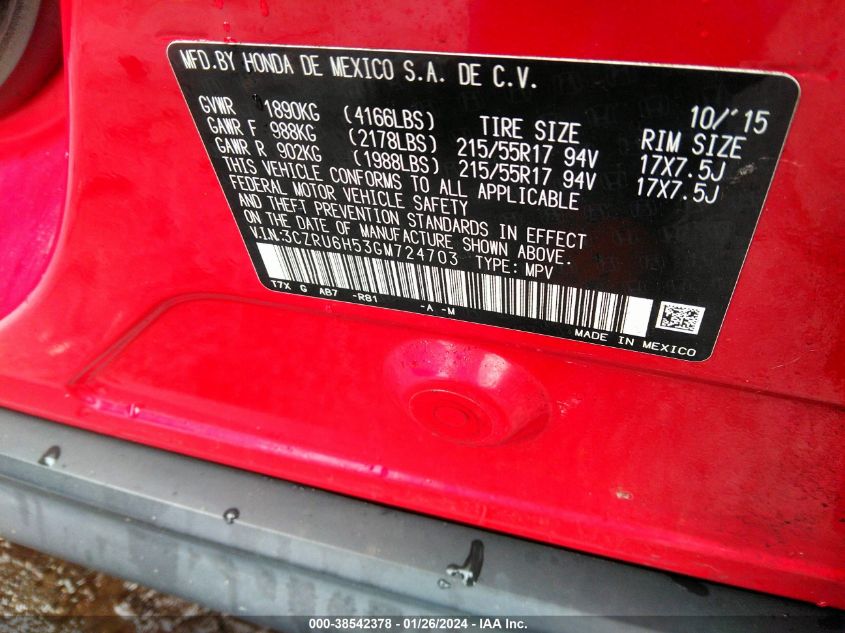 MFD.BY HONDA DE MEXICO S.A. DE C.V.
10/'15
GVWR 1890KG (4166LBS) TIRE SIZE RIM SIZE
GAWR F 988KG (2178LBS) 215/55R17 94V 17X7.5J
GAWR R 902KG (1988LBS) 215/55R17 94V 17X7.5J
THIS VEHICLE CONFORMS TO ALL APPLICABLE
FEDERAL MOTOR VEHICLE SAFETY
AND THEFT PREVENTION STANDARDS IN EFFECT
ON THE DATE OF MANUFACTURE SHOWN ABOVE.
VIN:3CZRU6H53GM724703 TYPE: MPV
T7X G AB7 -R81 -A -M
MADE IN MEXICO
000-38542378 - 01/26/2024 - IAA Inc.